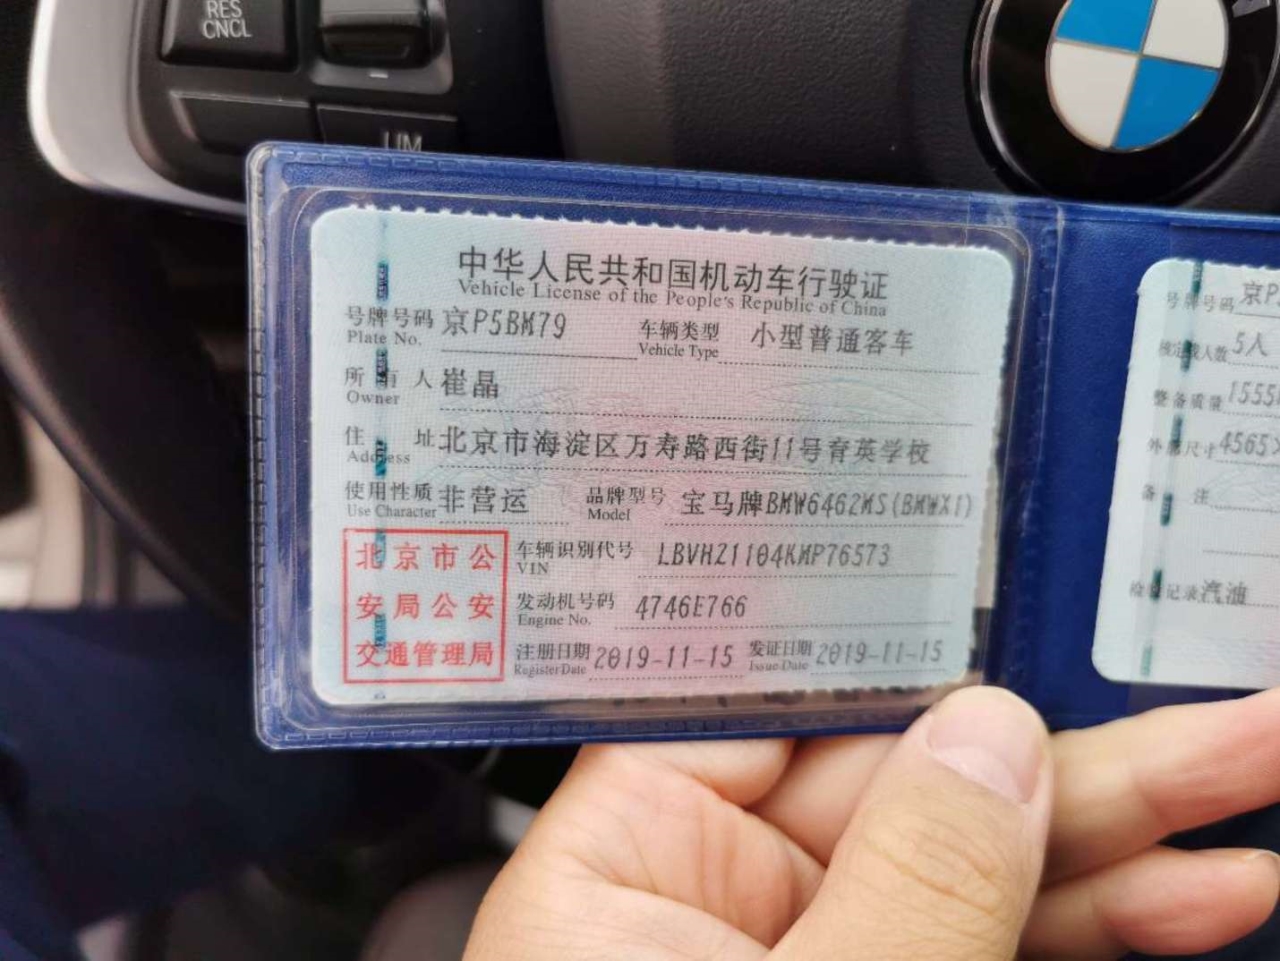 RES
CNCL
LIM
中华人民共和国机动车行驶证
Vehicle License of the People's Republic of China
号牌号码 京P5BM79 车辆类型 小型普通客车
Plate No. Vehicle Type
所有人 崔晶
Owner
住址 北京市海淀区万寿路西街11号育英学校
Address
使用性质 非营运 品牌型号 宝马牌BMW6462MS(BMWX1)
Use Character Model
北京市公
安局公安
交通管理局
车辆识别代号 LBVHZ1104KMP76573
VIN
发动机号码 4746E766
Engine No.
注册日期 2019-11-15 发证日期 2019-11-15
Register Date Issue Date
号牌号码 京P
核定载人数 5人
整备质量 1555
外廓尺寸 4565
备注
检验记录 汽油